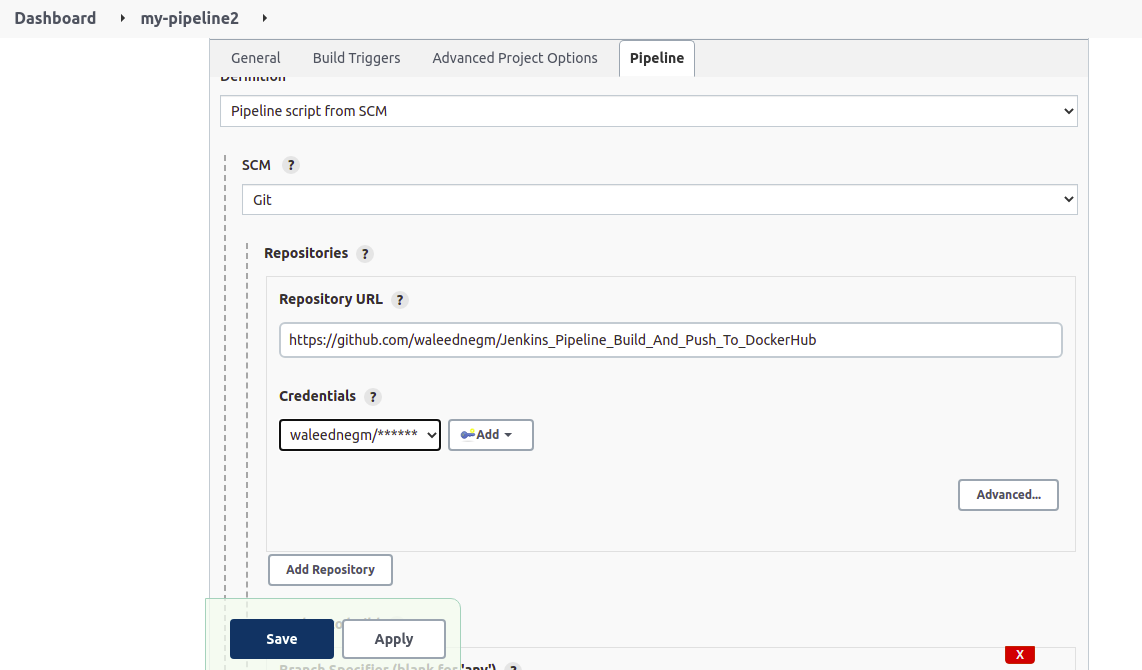 Dashboard my-pipeline2
General Build Triggers Advanced Project Options Pipeline
Definition
Pipeline script from SCM
SCM ?
Git
Repositories ?
Repository URL ?
https://github.com/waleednegm/Jenkins_Pipeline_Build_And_Push_To_DockerHub
Credentials ?
waleednegm/****** Add
Advanced...
Add Repository
Save Apply
X
Branch Specifier (blank for 'any') ?